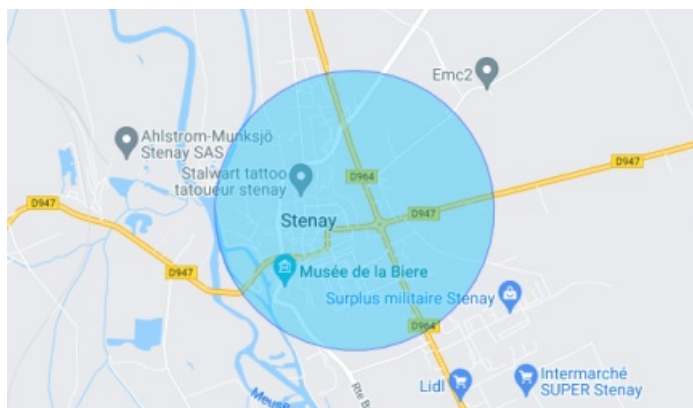 Emc2
Ahlstrom-Munksjö
Stenay SAS
Stalwart tattoo
tatoueur stenay
D964
D947
D947
D947
Stenay
D947
Musée de la Biere
Surplus militaire Stenay
D964
Lidl
Intermarché
SUPER Stenay
Meuse
Rte B